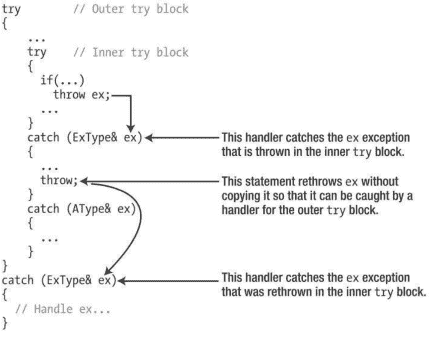 try        // Outer try block
{
    ...
    try    // Inner try block
    {
      if(...)
        throw ex;
      ...
    }
    catch (ExType& ex)
This handler catches the ex exception
that is thrown in the inner try block.
    {
      ...
      throw;
This statement rethrows ex without
copying it so that it can be caught by a
handler for the outer try block.
    }
    catch (AType& ex)
    {
      ...
    }
}
catch (ExType& ex)
This handler catches the ex exception
that was rethrown in the inner try block.
{
  // Handle ex...
}